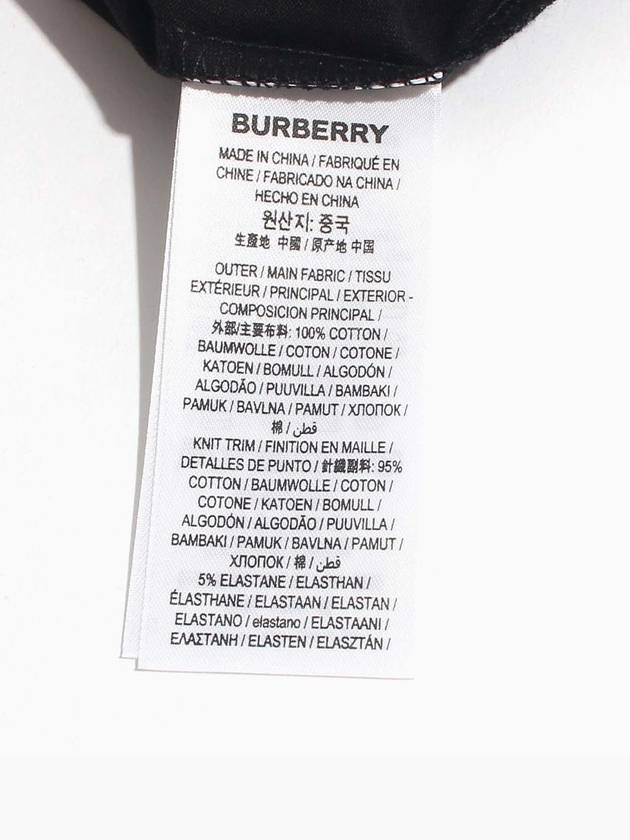 BURBERRY
MADE IN CHINA / FABRIQUÉ EN
CHINE / FABRICADO NA CHINA /
HECHO EN CHINA
원산지: 중국
生產地 中國 / 原产地 中国
OUTER / MAIN FABRIC / TISSU
EXTÉRIEUR / PRINCIPAL / EXTERIOR -
COMPOSICION PRINCIPAL /
外部/主要布料: 100% COTTON /
BAUMWOLLE / COTON / COTONE /
KATOEN / BOMULL / ALGODÓN /
ALGODÃO / PUUVILLA / BAMBAKI /
PAMUK / BAVLNA / PAMUT / ХЛОПОК /
棉 / قطن /
KNIT TRIM / FINITION EN MAILLE /
DETALLES DE PUNTO / 針織副料: 95%
COTTON / BAUMWOLLE / COTON /
COTONE / KATOEN / BOMULL /
ALGODÓN / ALGODÃO / PUUVILLA /
BAMBAKI / PAMUK / BAVLNA / PAMUT /
ХЛОПОК / 棉 / قطن /
5% ELASTANE / ELASTHAN /
ÉLASTHANE / ELASTAAN / ELASTAN /
ELASTANO / elastano / ELASTAANI /
ΕΛΑΣΤΑΝΗ / ELASTEN / ELASZTÁN /